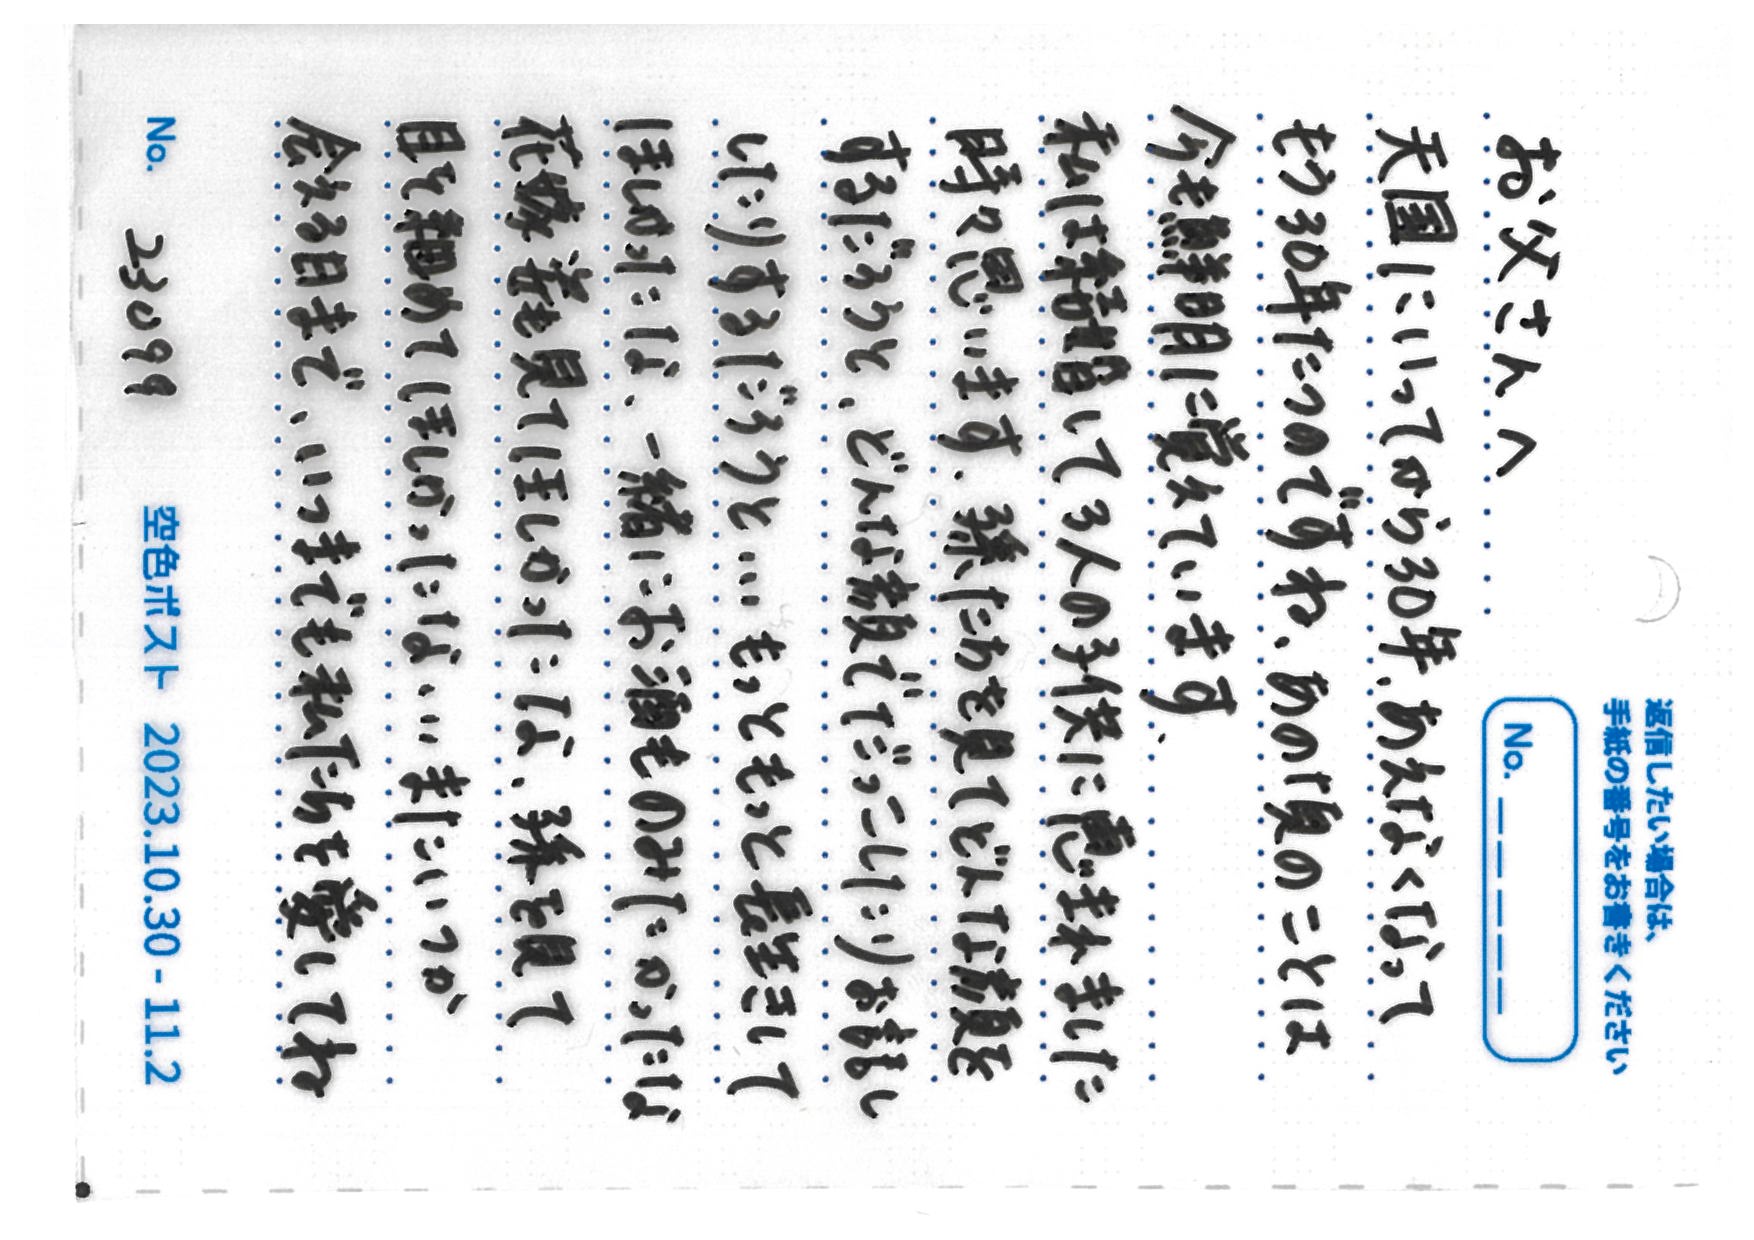 返信したい場合は、
手紙の番号をお書きください
No. _ _ _ _ _
お父さんへ
天国にいってから30年、あえなくなって
もう30年たつのですね、あの頃のことは
今も鮮明に覚えています、
私は結婚して3人の子供に恵まれました
時々思います、孫たちを見てどんな顔を
するだろうと、どんな顔でだっこしたりお話し
したりするだろうと…もっともっと長生きして
ほしかったな、一緒にお酒ものみたかったな
花嫁姿も見てほしかったな、孫を見て
目を細めてほしかったな…またいつか
会える日まで、いつまでも私たちを愛してね
No. 23099
空色ポスト 2023.10.30 - 11.2